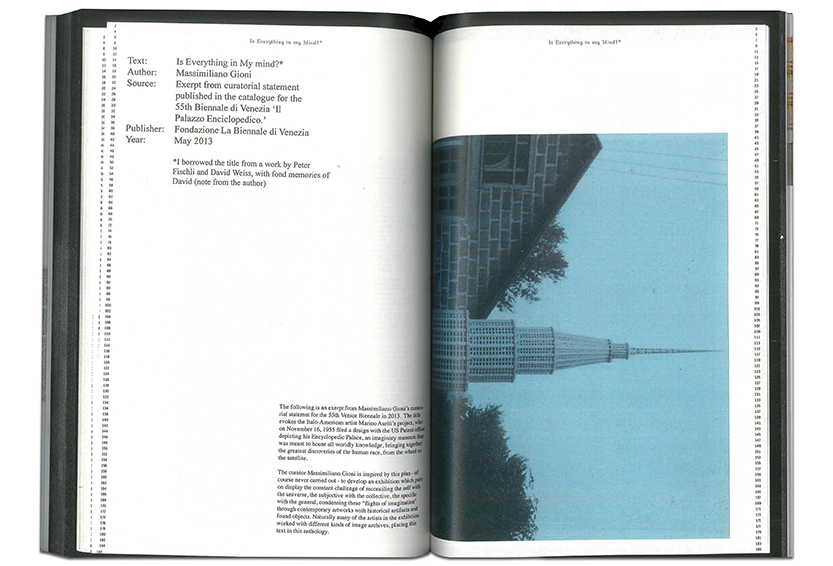 Is Everything in my Mind?*
Text: Is Everything in My mind?*
Author: Massimiliano Gioni
Source: Exerpt from curatorial statement
published in the catalogue for the
55th Biennale di Venezia ‘Il
Palazzo Enciclopedico.’
Publisher: Fondazione La Biennale di Venezia
Year: May 2013
*I borrowed the title from a work by Peter
Fischli and David Weiss, with fond memories of
David (note from the author)
The following is an exerpt from Massimiliano Gioni’s
statement for the 55th Venice Biennale in 2013. The title
evokes the Italo-American artist Marino Auriti’s project,
on November 16, 1955 filed a design with the US Patent
depicting his Encyclopedic Palace, an imaginary museum
was meant to house all worldly knowledge, bringing together
the greatest discoveries of the human race, from the wheel to
the satellite.
The curator Massimiliano Gioni is inspired by this plan - of
course never carried out - to develop an exhibition which
on display the constant challenge of reconciling the self with
the universe, the subjective with the collective, the specific
with the general, condensing these “flights of imagination”
through contemporary artworks with historical artifacts and
found objects. Naturally many of the artists in the exhibition
worked with different kinds of image archives, placing this
text in this anthology.
Is Everything in my Mind?*